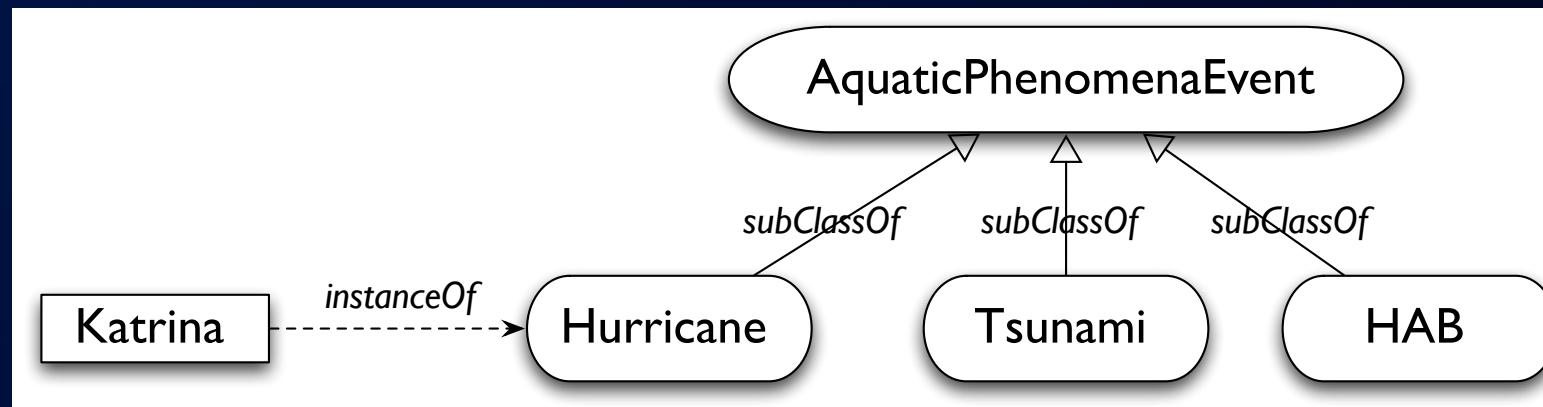 AquaticPhenomenaEvent
subClassOf subClassOf subClassOf
instanceOf
Katrina Hurricane Tsunami HAB